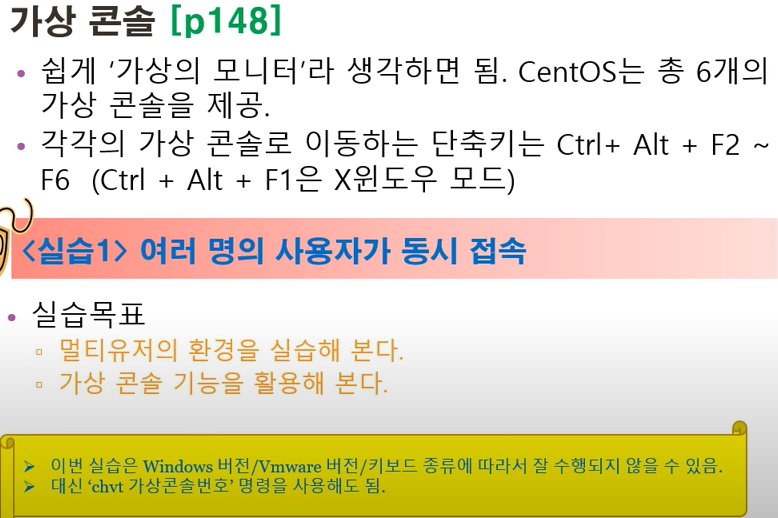 가상 콘솔 [p148]
• 쉽게 '가상의 모니터'라 생각하면 됨. CentOS는 총 6개의
가상 콘솔을 제공.
• 각각의 가상 콘솔로 이동하는 단축키는 Ctrl+ Alt + F2 ~
F6 (Ctrl + Alt + F1은 X윈도우 모드)
<실습1> 여러 명의 사용자가 동시 접속
• 실습목표
▫ 멀티유저의 환경을 실습해 본다.
▫ 가상 콘솔 기능을 활용해 본다.
➢ 이번 실습은 Windows 버전/Vmware 버전/키보드 종류에 따라서 잘 수행되지 않을 수 있음.
➢ 대신 'chvt 가상콘솔번호' 명령을 사용해도 됨.